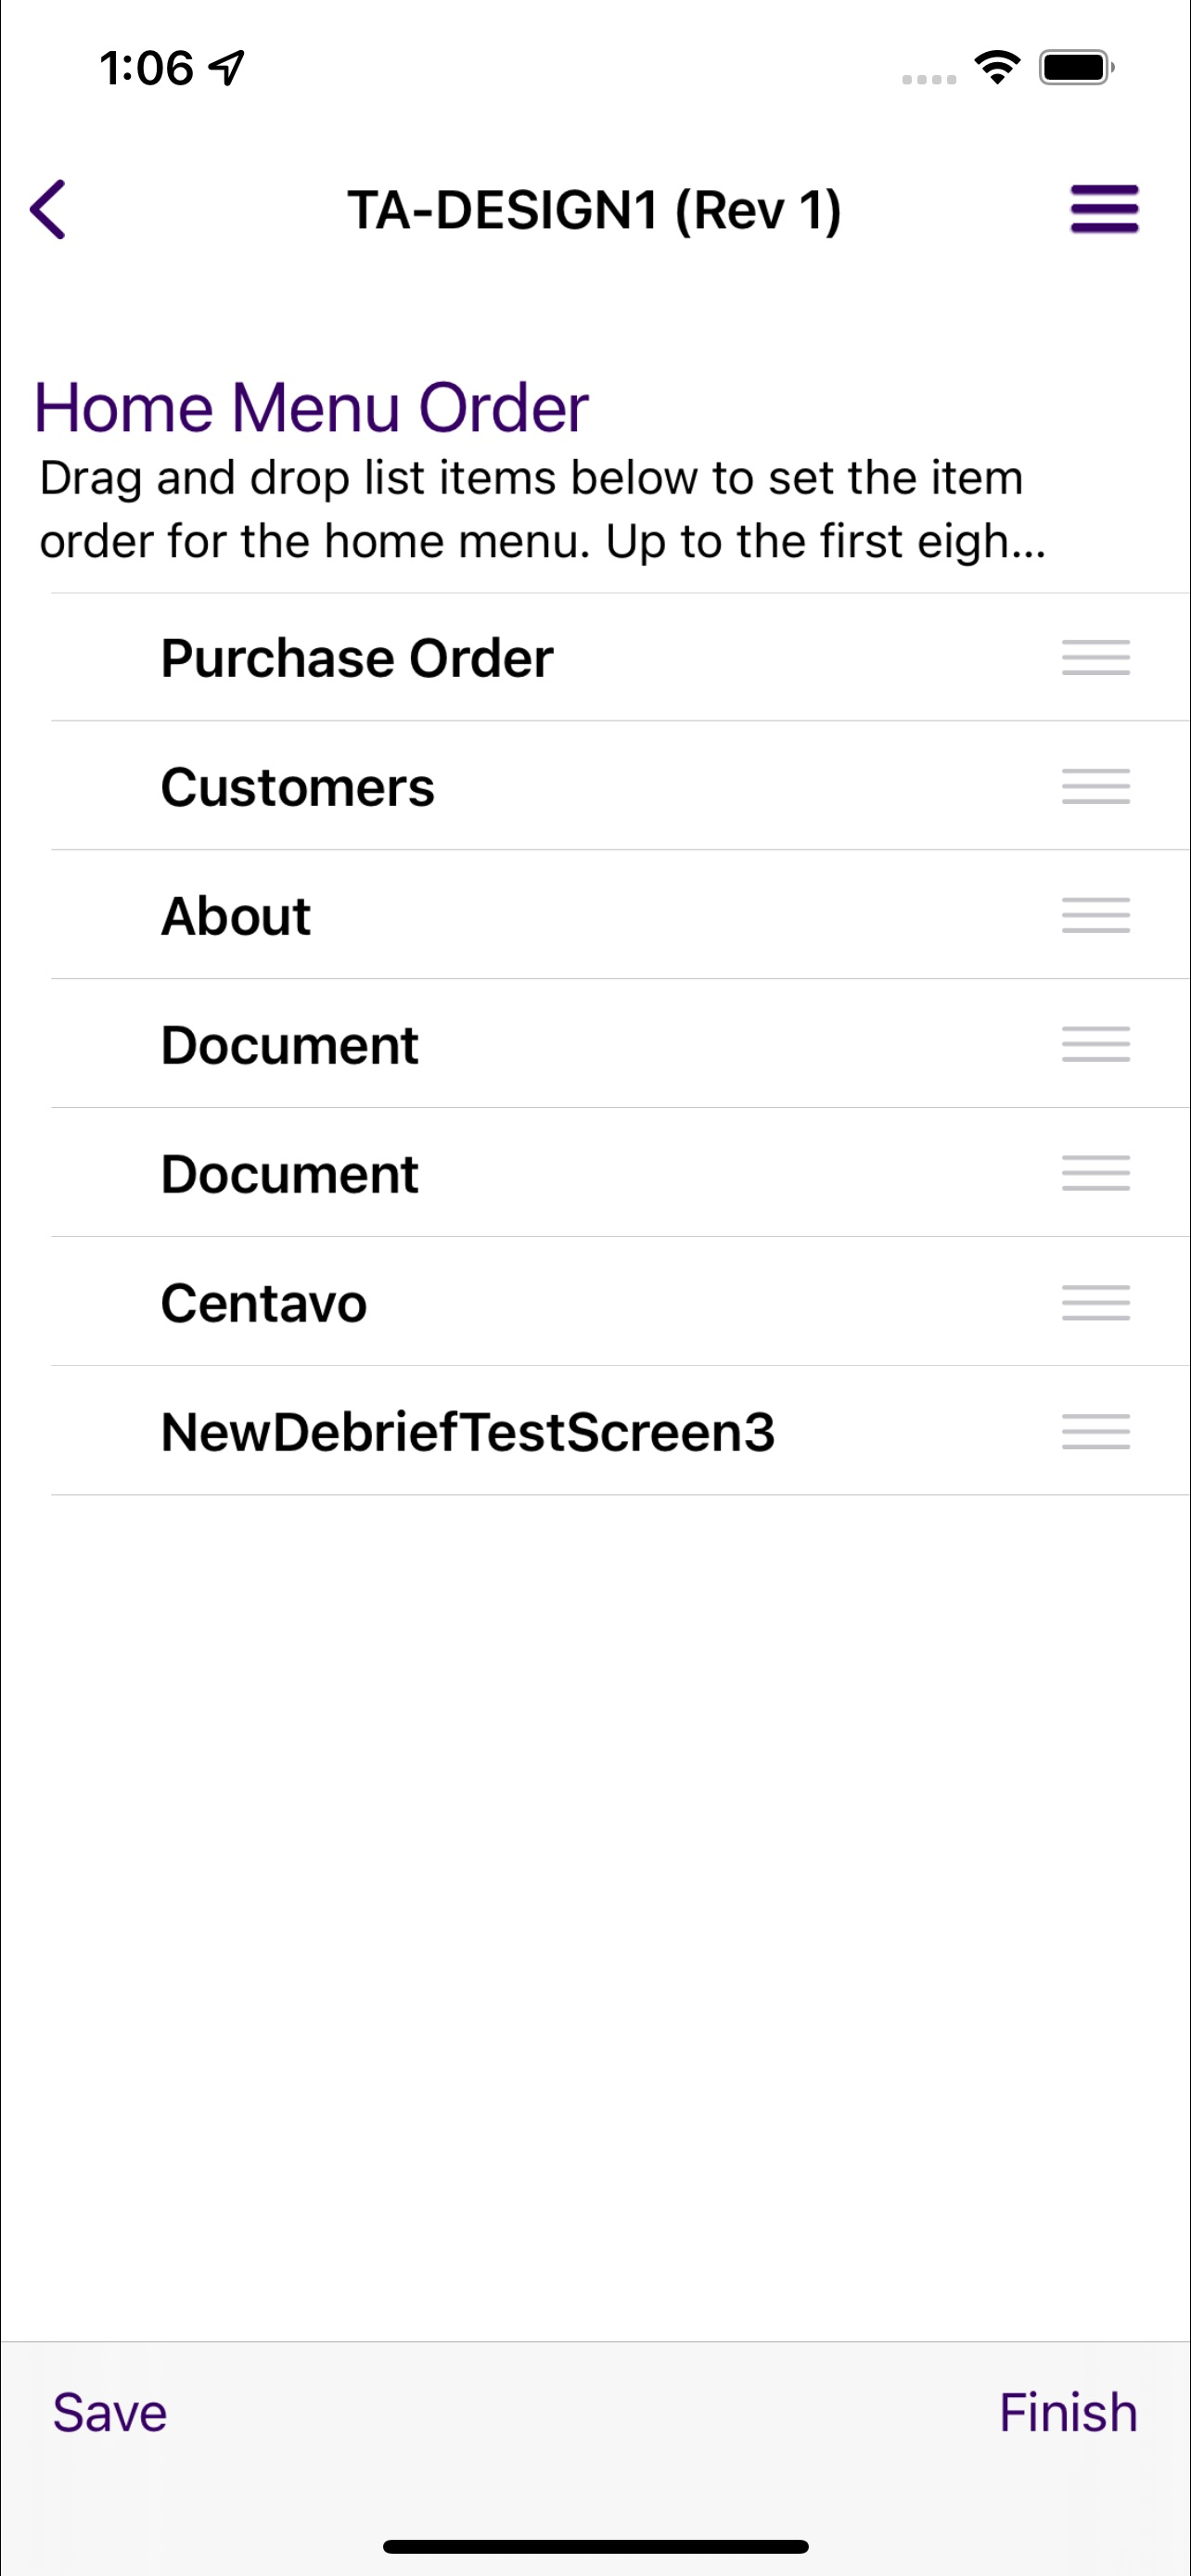 1:06
TA-DESIGN1 (Rev 1)
Home Menu Order
Drag and drop list items below to set the item
order for the home menu. Up to the first eigh...
Purchase Order
Customers
About
Document
Document
Centavo
NewDebriefTestScreen3
Save
Finish